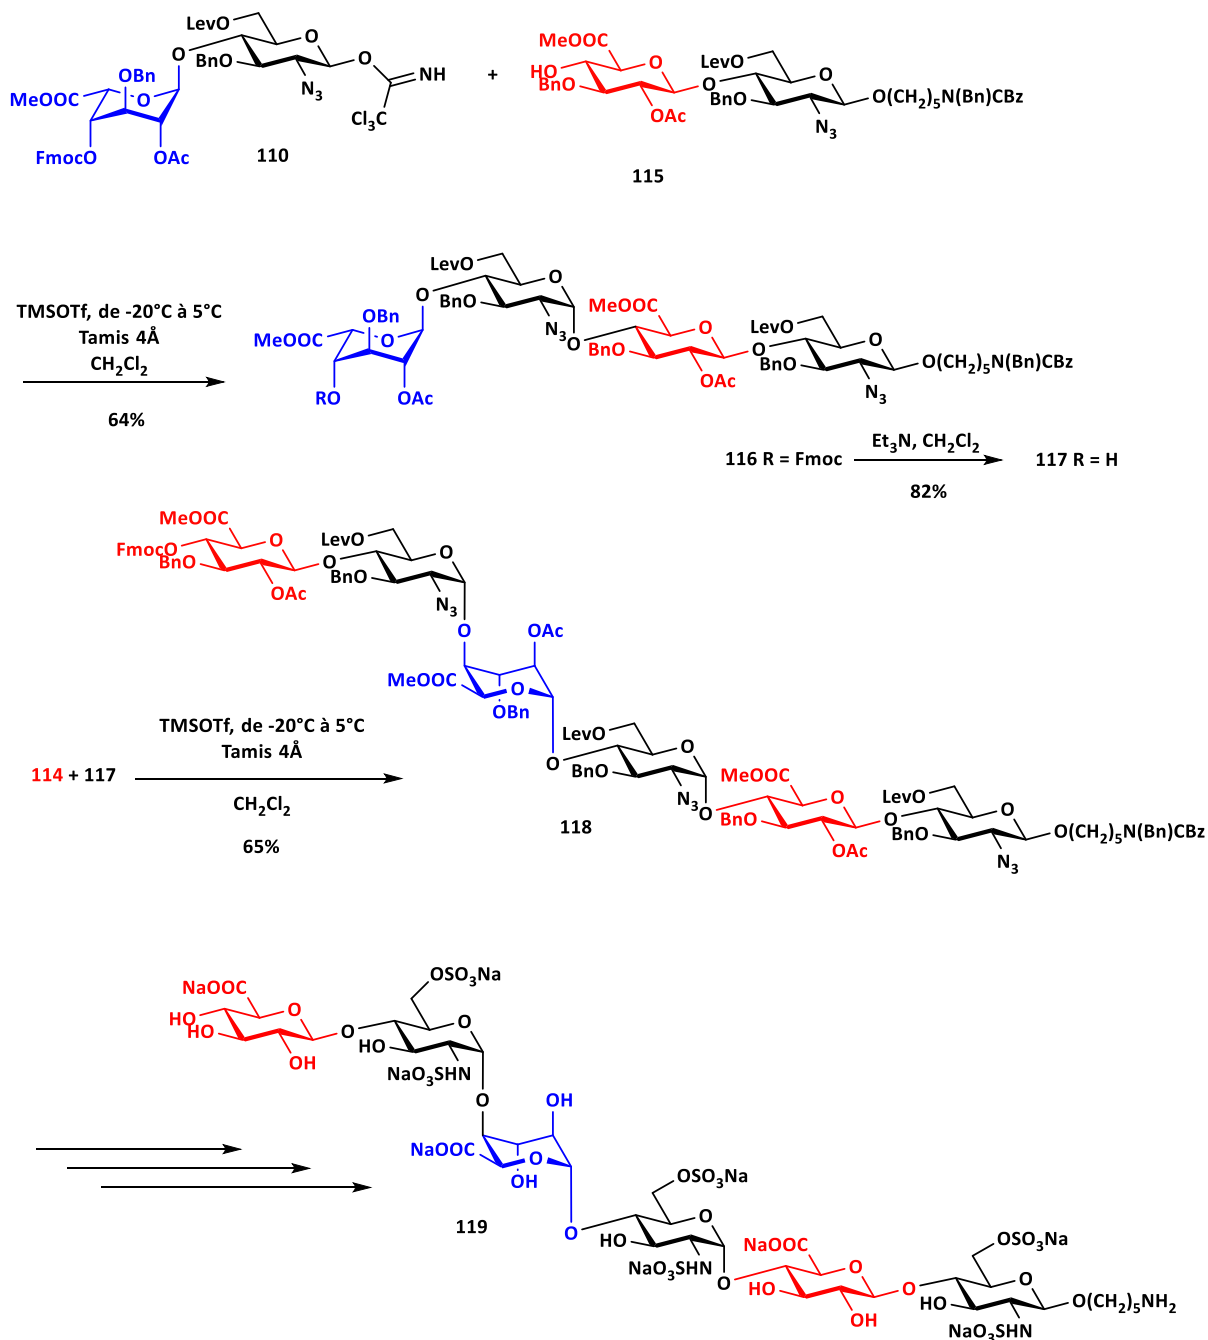 LevO
O
O
OBn
BnO
O
O
NH
N3
MeOOC
O
Cl3C
FmocO
OAc
110
+
MeOOC
HO
O
BnO
OAc
O
LevO
O
BnO
N3
O(CH2)5N(Bn)CBz
115
TMSOTf, de -20°C à 5°C
Tamis 4Å
CH2Cl2
64%
LevO
O
O
BnO
N3
O
OBn
MeOOC
O
RO
OAc
MeOOC
O
BnO
OAc
O
LevO
O
BnO
N3
O(CH2)5N(Bn)CBz
116 R = Fmoc
Et3N, CH2Cl2
82%
117 R = H
MeOOC
FmocO
O
BnO
OAc
O
LevO
O
BnO
N3
O
OAc
MeOOC
O
OBn
O
LevO
O
BnO
N3
O
MeOOC
O
BnO
OAc
O
LevO
O
BnO
N3
O(CH2)5N(Bn)CBz
114 + 117
TMSOTf, de -20°C à 5°C
Tamis 4Å
CH2Cl2
65%
118
NaOOC
HO
O
HO
OH
O
OSO3Na
O
HO
NaO3SHN
O
OH
NaOOC
O
OH
O
OSO3Na
O
HO
NaO3SHN
O
NaOOC
O
HO
OH
O
OSO3Na
O
HO
NaO3SHN
O(CH2)5NH2
119